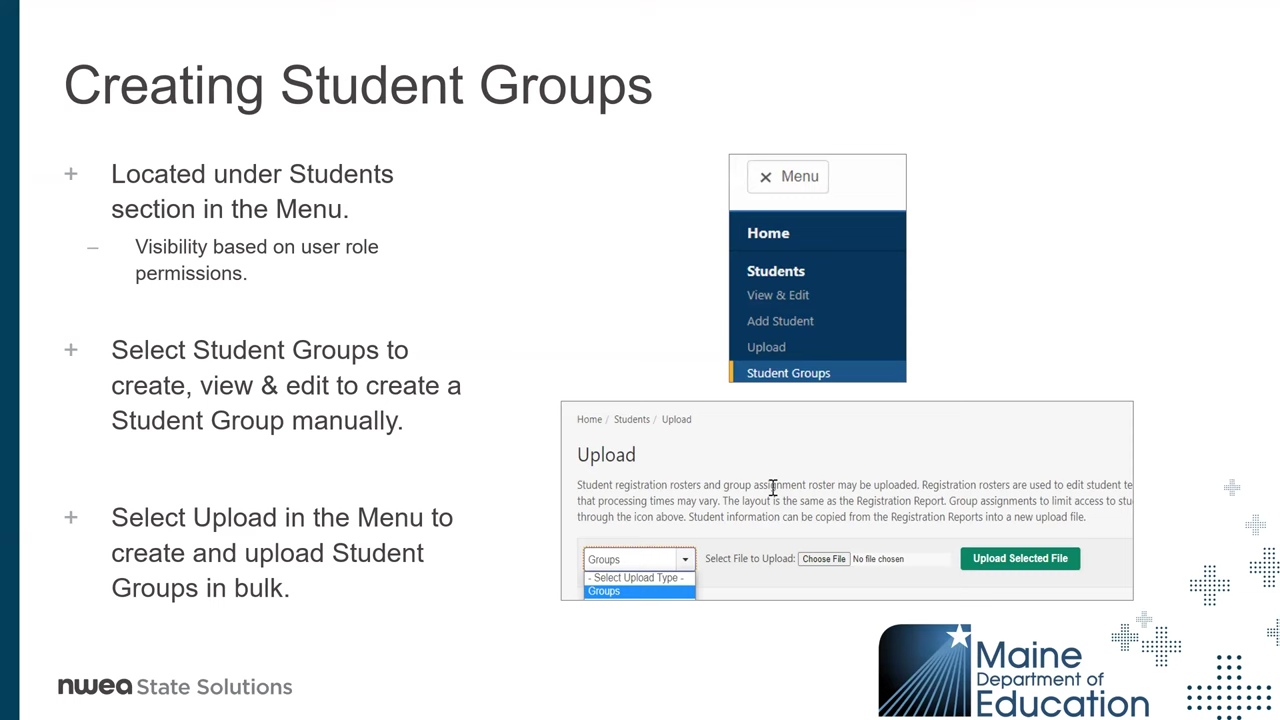 Creating Student Groups
+ Located under Students
section in the Menu.
– Visibility based on user role
permissions.
+ Select Student Groups to
create, view & edit to create a
Student Group manually.
+ Select Upload in the Menu to
create and upload Student
Groups in bulk.
× Menu
Home
Students
View & Edit
Add Student
Upload
Student Groups
Home / Students / Upload
Upload
Student registration rosters and group assignment roster may be uploaded. Registration rosters are used to edit student te
that processing times may vary. The layout is the same as the Registration Report. Group assignments to limit access to stu
through the icon above. Student information can be copied from the Registration Reports into a new upload file.
Groups Select File to Upload: Choose File No file chosen Upload Selected File
- Select Upload Type -
Groups
nwea State Solutions
Maine
Department of
Education